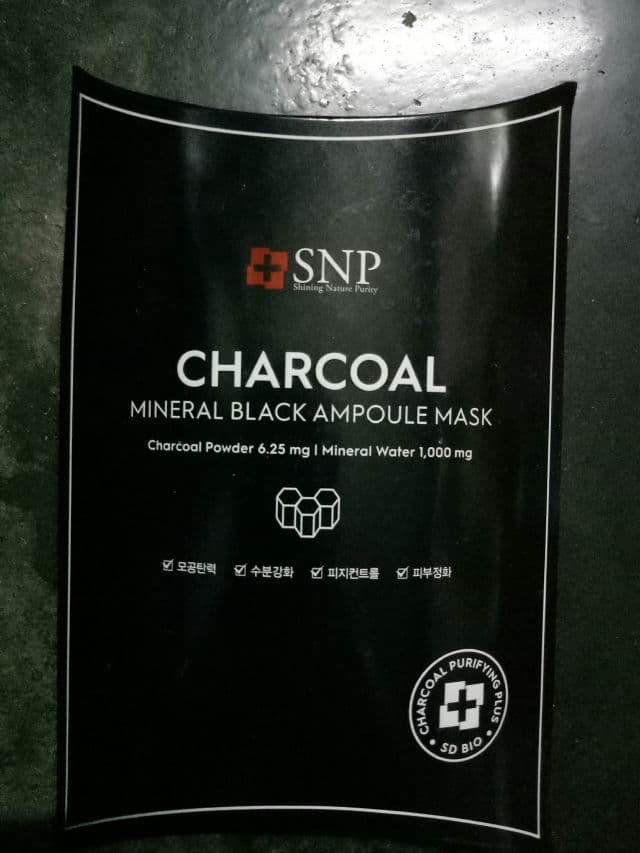 SNP
Shining Nature Purity
CHARCOAL
MINERAL BLACK AMPOULE MASK
Charcoal Powder 6.25 mg | Mineral Water 1,000 mg
모공탄력 수분강화 피지컨트롤 피부정화
CHARCOAL PURIFYING PLUS
• SD BIO •